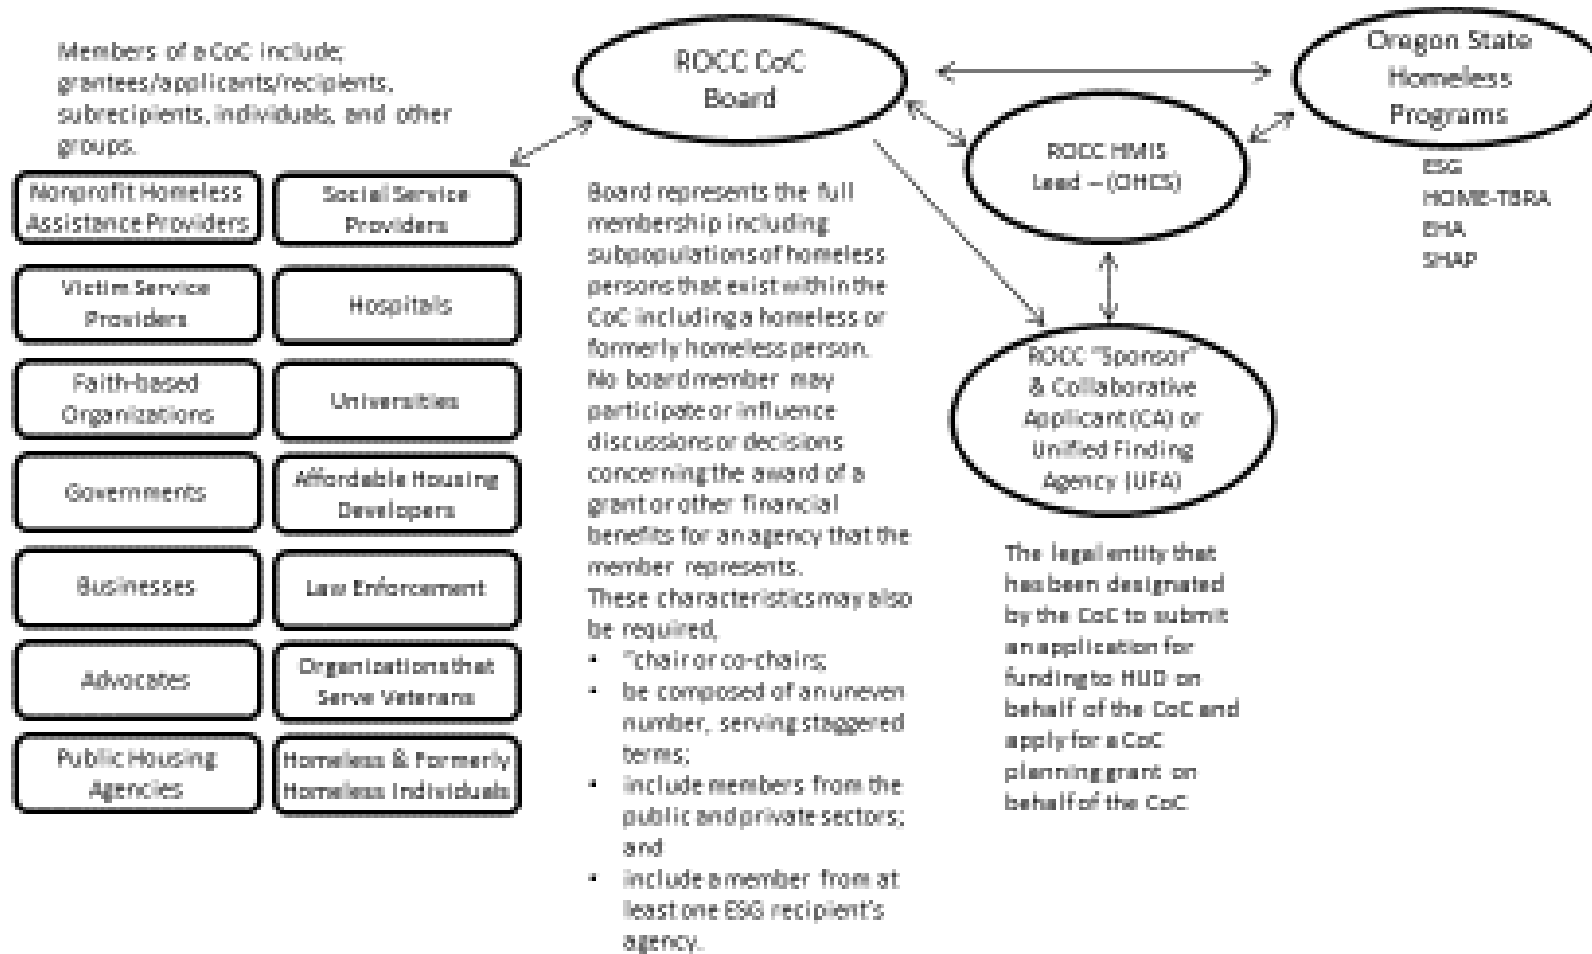 Members of a CoC include;
grantees/applicants/recipients,
subrecipients, individuals, and other
groups.
Nonprofit Homeless
Assistance Providers
Social Service
Providers
Victim Service
Providers
Hospitals
Faith-based
Organizations
Universities
Governments
Affordable Housing
Developers
Businesses
Law Enforcement
Advocates
Organizations that
Serve Veterans
Public Housing
Agencies
Homeless & Formerly
Homeless Individuals
ROCC CoC
Board
Board represents the full
membership including
subpopulations of homeless
persons that exist within the
CoC including a homeless or
formerly homeless person.
No board member may
participate or influence
discussions or decisions
concerning the award of a
grant or other financial
benefits for an agency that the
member represents.
These characteristics may also
be required,
• "chair or co-chairs;
• be composed of an uneven
number, serving staggered
terms;
• include members from the
public and private sectors;
and
• include a member from at
least one ESG recipient's
agency.
ROCC HMIS
Lead – (OHCS)
ROCC "Sponsor"
& Collaborative
Applicant (CA) or
Unified Finding
Agency (UFA)
The legal entity that
has been designated
by the CoC to submit
an application for
funding to HUD on
behalf of the CoC and
apply for a CoC
planning grant on
behalf of the CoC
Oregon State
Homeless
Programs
ESG
HOME-TBRA
EHA
SHAP